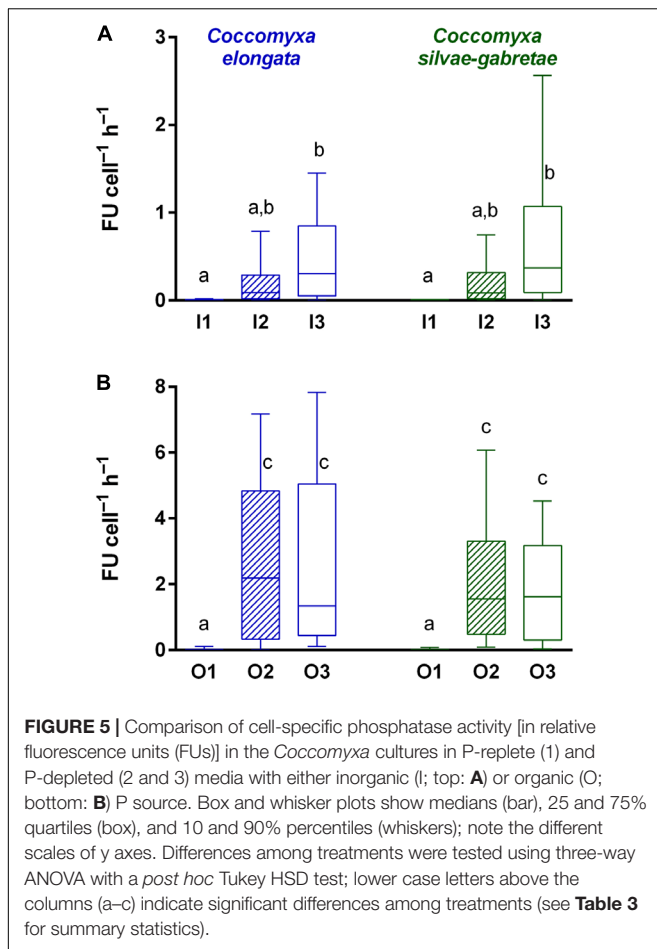 A
Coccomyxa elongata
Coccomyxa silvae-gabretae
FU cell⁻¹ h⁻¹
3
2
1
0
a
a,b
b
a
a,b
b
I1 I2 I3 I1 I2 I3
B
FU cell⁻¹ h⁻¹
8
6
4
2
0
a
c
c
a
c
c
O1 O2 O3 O1 O2 O3
FIGURE 5 | Comparison of cell-specific phosphatase activity [in relative
fluorescence units (FUs)] in the Coccomyxa cultures in P-replete (1) and
P-depleted (2 and 3) media with either inorganic (I; top: A) or organic (O;
bottom: B) P source. Box and whisker plots show medians (bar), 25 and 75%
quartiles (box), and 10 and 90% percentiles (whiskers); note the different
scales of y axes. Differences among treatments were tested using three-way
ANOVA with a post hoc Tukey HSD test; lower case letters above the
columns (a–c) indicate significant differences among treatments (see Table 3
for summary statistics).